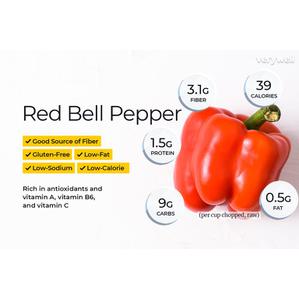 verywell
3.1G
FIBER
39
CALORIES
Red Bell Pepper
✓ Good Source of Fiber
✓ Gluten-Free ✓ Low-Fat
✓ Low-Sodium ✓ Low-Calorie
1.5G
PROTEIN
Rich in antioxidants and
vitamin A, vitamin B6,
and vitamin C
9G
CARBS
(per cup chopped, raw)
0.5G
FAT